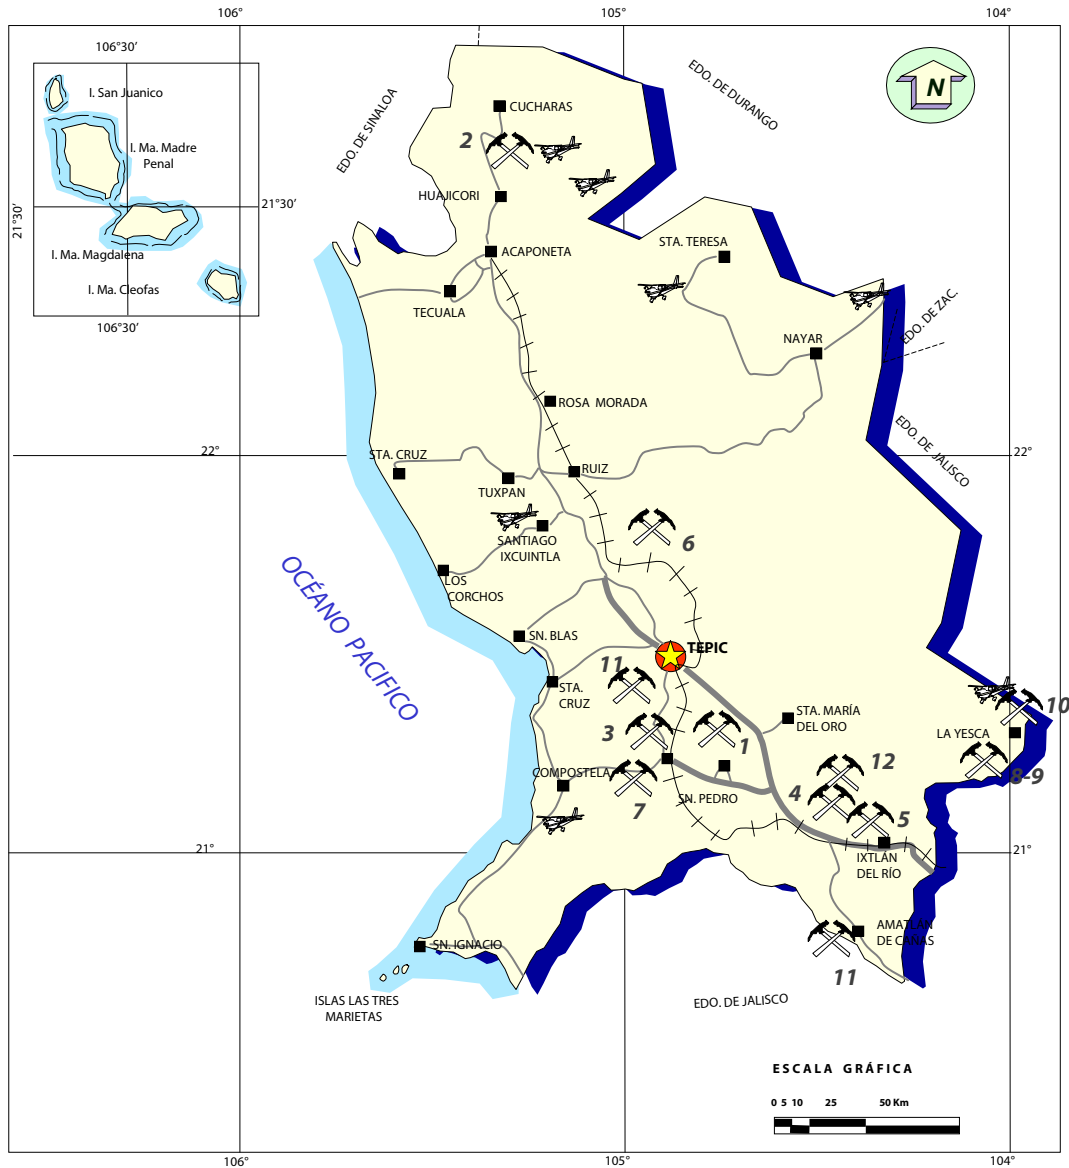 106°
105°
104°
106°30'
I. San Juanico
I. Ma. Madre
Penal
21°30'
21°30'
I. Ma. Magdalena
I. Ma. Cleofas
106°30'
EDO. DE SINALOA
EDO. DE DURANGO
N
CUCHARAS
2
HUAJICORI
ACAPONETA
STA. TERESA
TECUALA
EDO. DE ZAC.
NAYAR
ROSA MORADA
EDO. DE JALISCO
22°
STA. CRUZ
22°
RUIZ
TUXPAN
SANTIAGO
IXCUINTLA
6
OCÉANO PACIFICO
LOS
CORCHOS
SN. BLAS
TEPIC
11
STA.
CRUZ
10
STA. MARÍA
DEL ORO
3
1
LA YESCA
12
COMPOSTELA
8-9
4
SN. PEDRO
7
5
21°
21°
IXTLÁN
DEL RÍO
AMATLÁN
DE CAÑAS
SN. IGNACIO
11
ISLAS LAS TRES
MARIETAS
EDO. DE JALISCO
ESCALA GRÁFICA
0 5 10 25 50 Km
106°
105°
104°